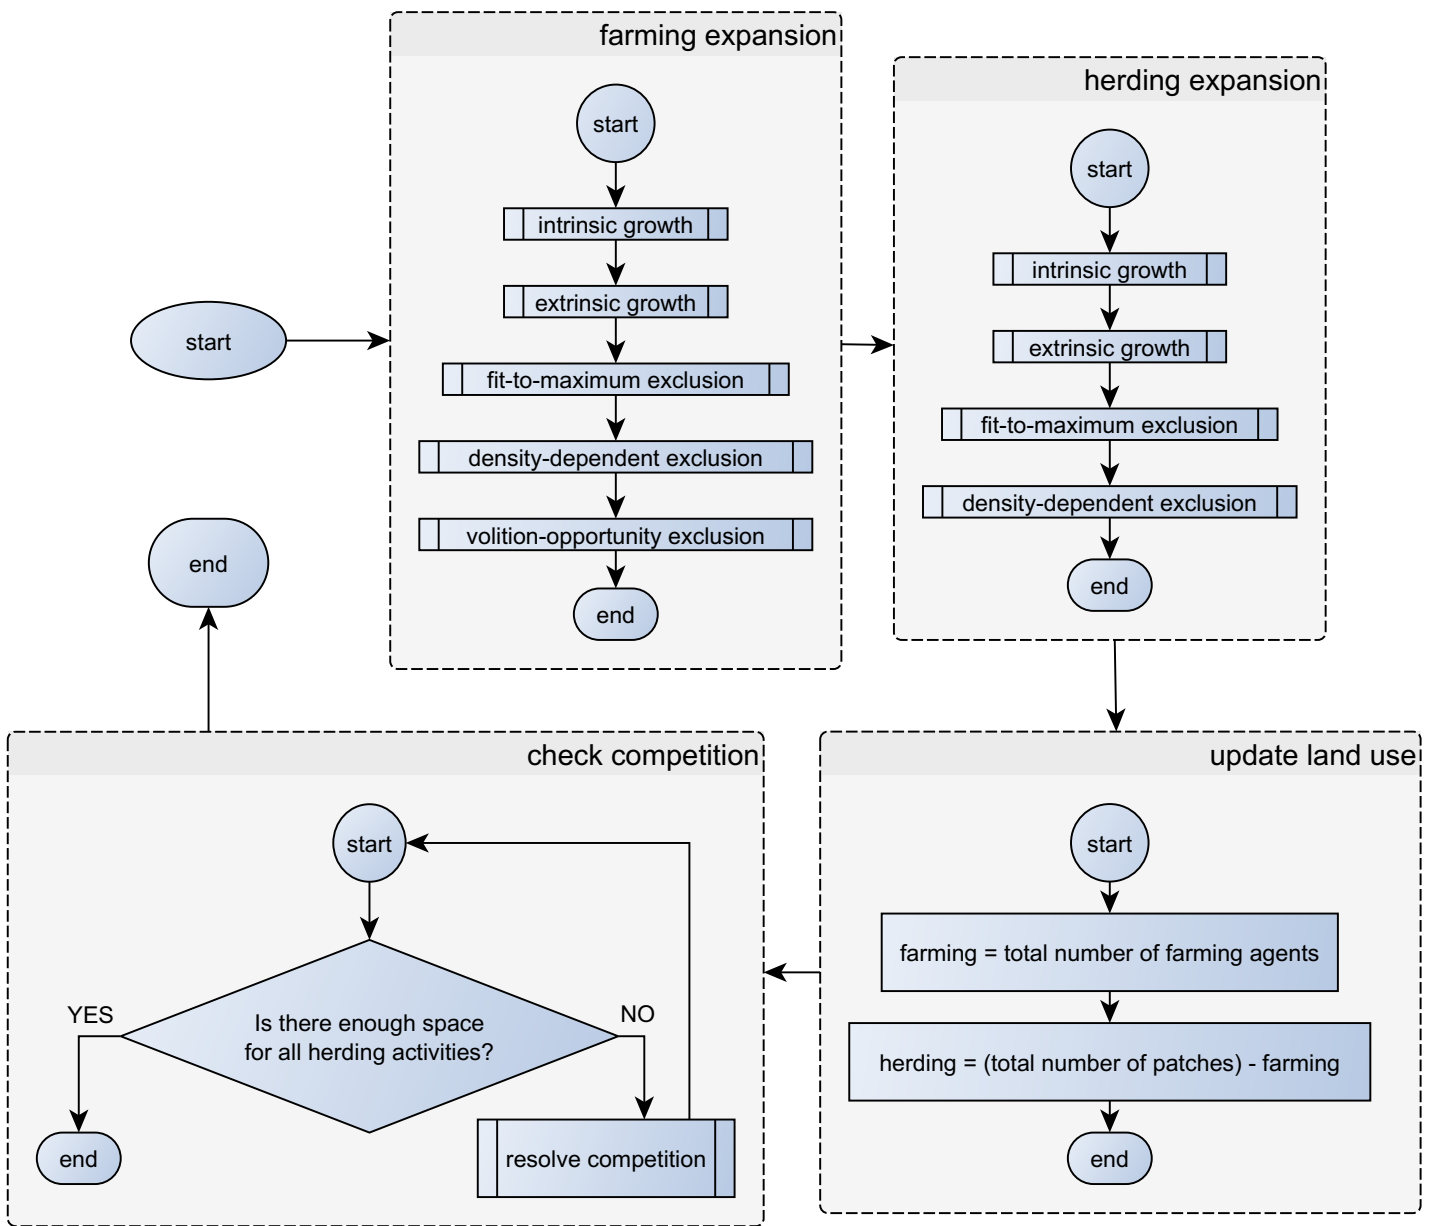 start
farming expansion
start
intrinsic growth
extrinsic growth
fit-to-maximum exclusion
density-dependent exclusion
volition-opportunity exclusion
end
herding expansion
start
intrinsic growth
extrinsic growth
fit-to-maximum exclusion
density-dependent exclusion
end
update land use
start
farming = total number of farming agents
herding = (total number of patches) - farming
end
check competition
start
Is there enough space
for all herding activities?
YES
NO
end
resolve competition
end